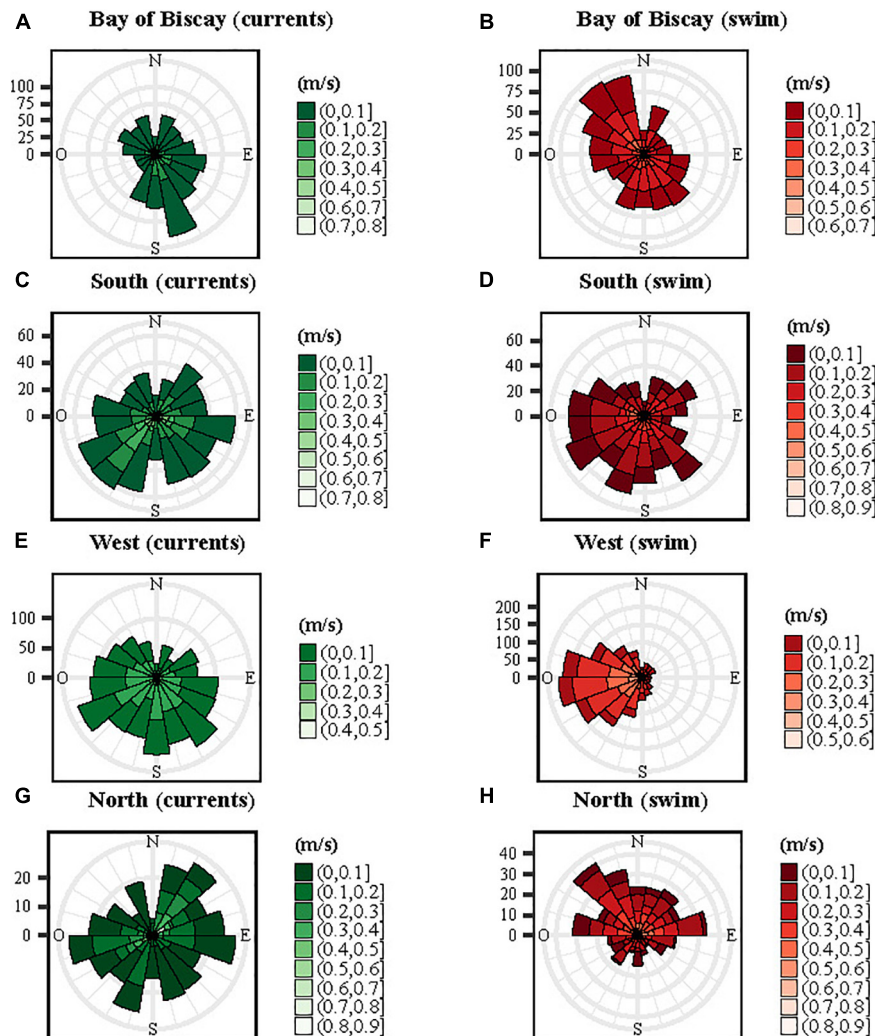 A Bay of Biscay (currents)
N
100
75
50
25
0
O
E
S
(m/s)
(0,0.1]
(0.1,0.2]
(0.2,0.3]
(0.3,0.4]
(0.4,0.5]
(0.6,0.7]
(0.7,0.8]
B Bay of Biscay (swim)
N
100
75
50
25
0
O
E
S
(m/s)
(0,0.1]
(0.1,0.2]
(0.2,0.3]
(0.3,0.4]
(0.4,0.5]
(0.5,0.6]
(0.6,0.7]
C South (currents)
N
60
40
20
0
O
E
S
(m/s)
(0,0.1]
(0.1,0.2]
(0.2,0.3]
(0.3,0.4]
(0.4,0.5]
(0.5,0.6]
(0.6,0.7]
(0.7,0.8]
D South (swim)
N
60
40
20
0
O
E
S
(m/s)
(0,0.1]
(0.1,0.2]
(0.2,0.3]
(0.3,0.4]
(0.4,0.5]
(0.5,0.6]
(0.6,0.7]
(0.7,0.8]
(0.8,0.9]
E West (currents)
N
100
50
0
O
E
S
(m/s)
(0,0.1]
(0.1,0.2]
(0.2,0.3]
(0.3,0.4]
(0.4,0.5]
F West (swim)
N
200
150
100
50
0
O
E
S
(m/s)
(0,0.1]
(0.1,0.2]
(0.2,0.3]
(0.3,0.4]
(0.4,0.5]
(0.5,0.6]
G North (currents)
N
20
10
0
O
E
S
(m/s)
(0,0.1]
(0.1,0.2]
(0.2,0.3]
(0.3,0.4]
(0.4,0.5]
(0.5,0.6]
(0.6,0.7]
(0.7,0.8]
(0.8,0.9]
H North (swim)
N
40
30
20
10
0
O
E
S
(m/s)
(0,0.1]
(0.1,0.2]
(0.2,0.3]
(0.3,0.4]
(0.4,0.5]
(0.5,0.6]
(0.6,0.7]
(0.7,0.8]
(0.8,0.9]